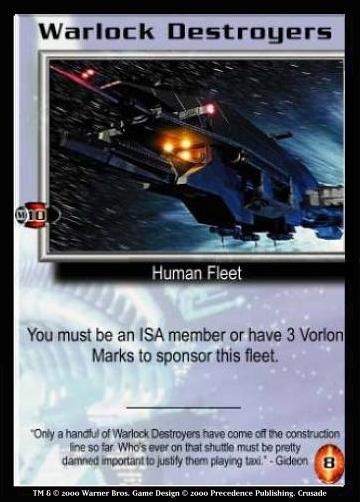 Warlock Destroyers
10
Human Fleet
You must be an ISA member or have 3 Vorlon
Marks to sponsor this fleet.
"Only a handful of Warlock Destroyers have come off the construction
line so far. Who's ever on that shuttle must be pretty
damned important to justify them playing taxi." - Gideon
8
TM & © 2000 Warner Bros. Game Design © 2000 Precedence Publishing. Crusade